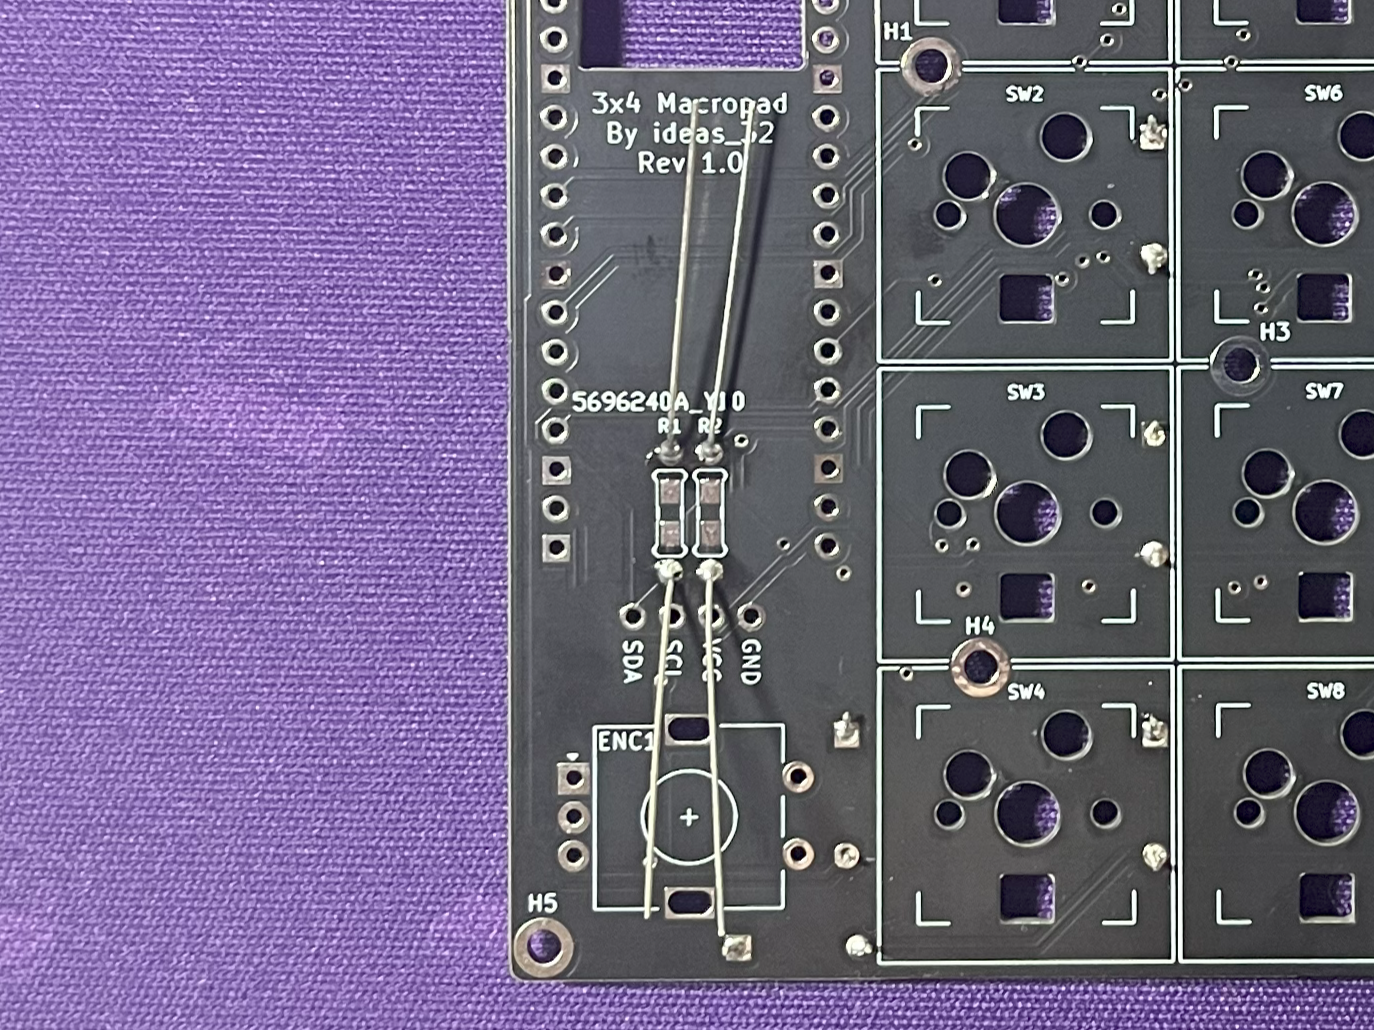 H1
SW2
SW6
3x4 Macropad
By ideas_32
Rev 1.0
H3
SW3
SW7
5696240A_Y10
R1 R2
H4
SDA
SCL
VCC
GND
SW4
SW8
ENC1
H5